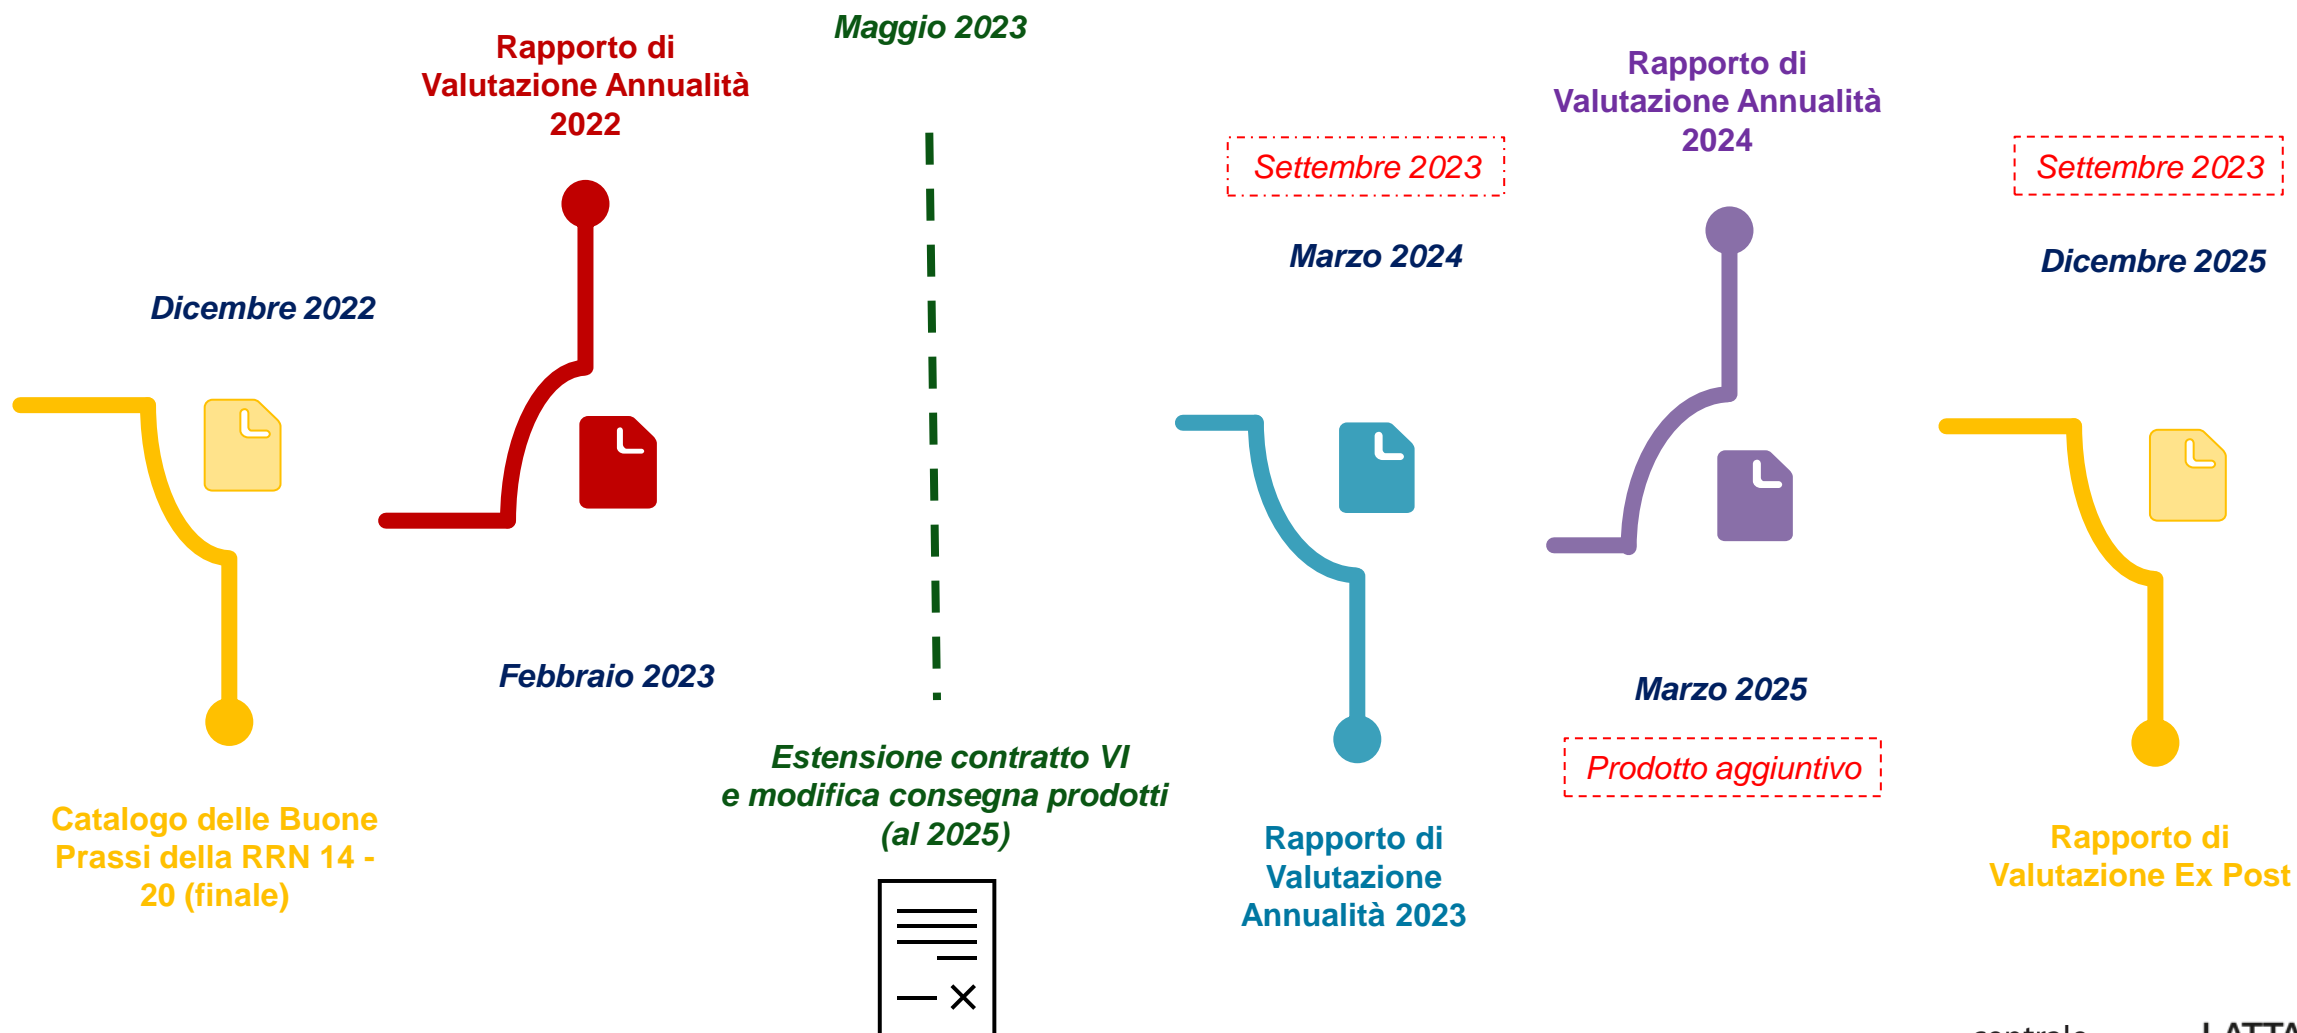 Maggio 2023
Rapporto di
Valutazione Annualità
2022
Rapporto di
Valutazione Annualità
2024
Settembre 2023
Settembre 2023
Marzo 2024
Dicembre 2025
Dicembre 2022
Febbraio 2023
Marzo 2025
Estensione contratto VI
e modifica consegna prodotti
(al 2025)
Prodotto aggiuntivo
Catalogo delle Buone
Prassi della RRN 14 -
20 (finale)
Rapporto di
Valutazione
Annualità 2023
Rapporto di
Valutazione Ex Post